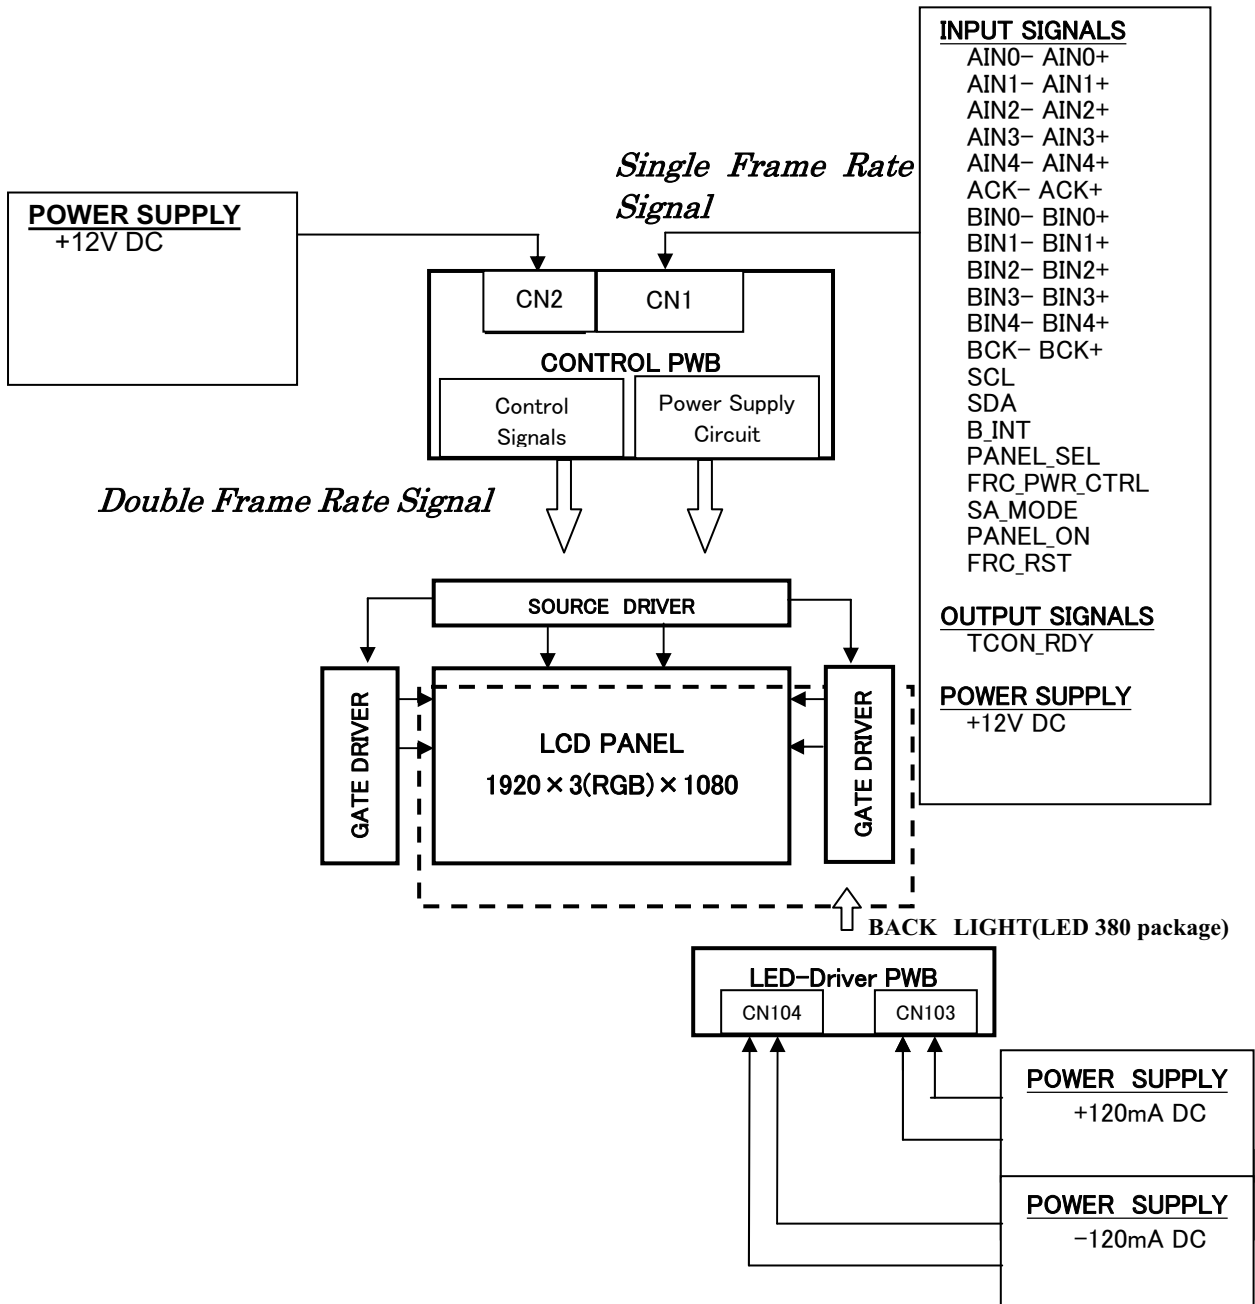 INPUT SIGNALS
AIN0- AIN0+
AIN1- AIN1+
AIN2- AIN2+
AIN3- AIN3+
AIN4- AIN4+
ACK- ACK+
BIN0- BIN0+
BIN1- BIN1+
BIN2- BIN2+
BIN3- BIN3+
BIN4- BIN4+
BCK- BCK+
SCL
SDA
B_INT
PANEL_SEL
FRC_PWR_CTRL
SA_MODE
PANEL_ON
FRC_RST
OUTPUT SIGNALS
TCON_RDY
POWER SUPPLY
+12V DC
Single Frame Rate
Signal
POWER SUPPLY
+12V DC
CN2
CN1
CONTROL PWB
Control
Signals
Power Supply
Circuit
Double Frame Rate Signal
SOURCE DRIVER
GATE DRIVER
LCD PANEL
1920×3(RGB)×1080
GATE DRIVER
BACK LIGHT(LED 380 package)
LED-Driver PWB
CN104
CN103
POWER SUPPLY
+120mA DC
POWER SUPPLY
-120mA DC